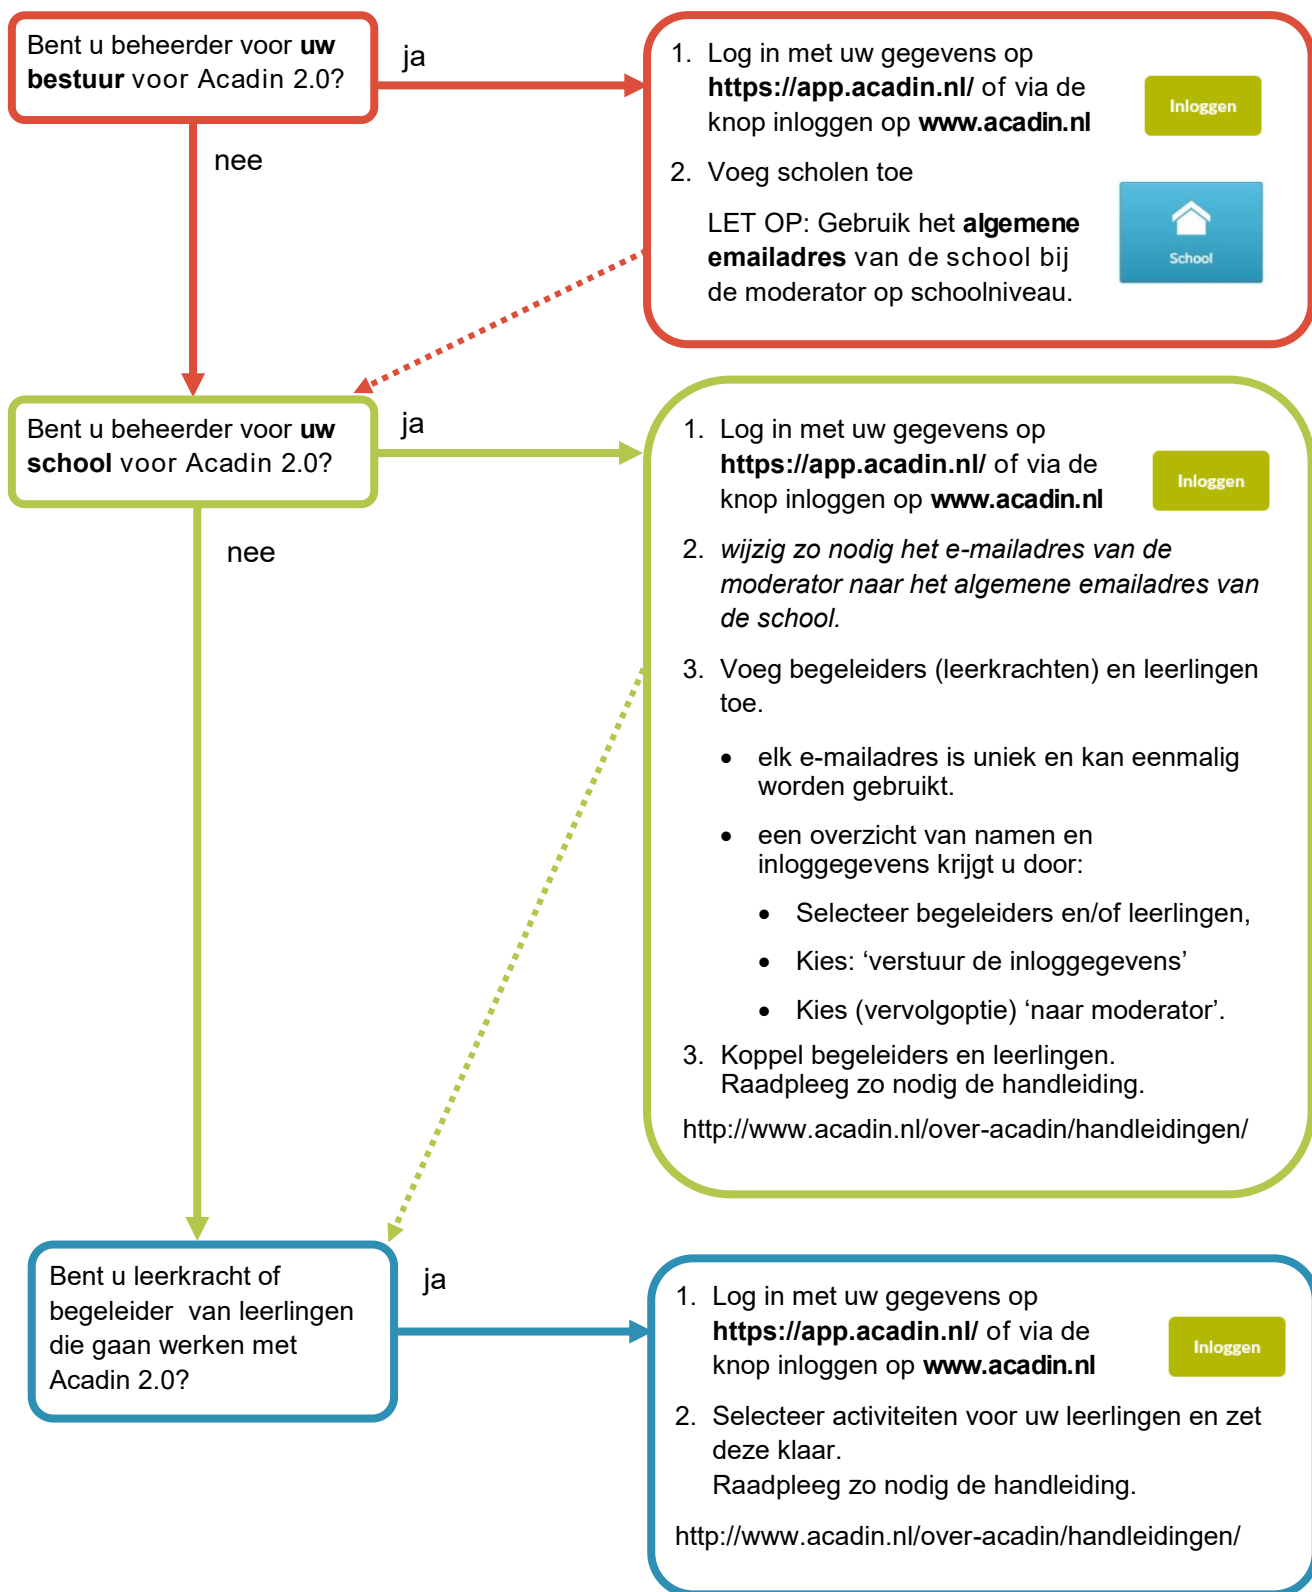 Bent u beheerder voor uw
bestuur voor Acadin 2.0?
ja
nee
1. Log in met uw gegevens op
https://app.acadin.nl/ of via de
knop inloggen op www.acadin.nl
Inloggen
2. Voeg scholen toe
LET OP: Gebruik het algemene
emailadres van de school bij
de moderator op schoolniveau.
School
Bent u beheerder voor uw
school voor Acadin 2.0?
ja
nee
1. Log in met uw gegevens op
https://app.acadin.nl/ of via de
knop inloggen op www.acadin.nl
Inloggen
2. wijzig zo nodig het e-mailadres van de
moderator naar het algemene emailadres van
de school.
3. Voeg begeleiders (leerkrachten) en leerlingen
toe.
• elk e-mailadres is uniek en kan eenmalig
worden gebruikt.
• een overzicht van namen en
inloggegevens krijgt u door:
• Selecteer begeleiders en/of leerlingen,
• Kies: ‘verstuur de inloggegevens’
• Kies (vervolgoptie) ‘naar moderator’.
3. Koppel begeleiders en leerlingen.
Raadpleeg zo nodig de handleiding.
http://www.acadin.nl/over-acadin/handleidingen/
Bent u leerkracht of
begeleider van leerlingen
die gaan werken met
Acadin 2.0?
ja
1. Log in met uw gegevens op
https://app.acadin.nl/ of via de
knop inloggen op www.acadin.nl
Inloggen
2. Selecteer activiteiten voor uw leerlingen en zet
deze klaar.
Raadpleeg zo nodig de handleiding.
http://www.acadin.nl/over-acadin/handleidingen/